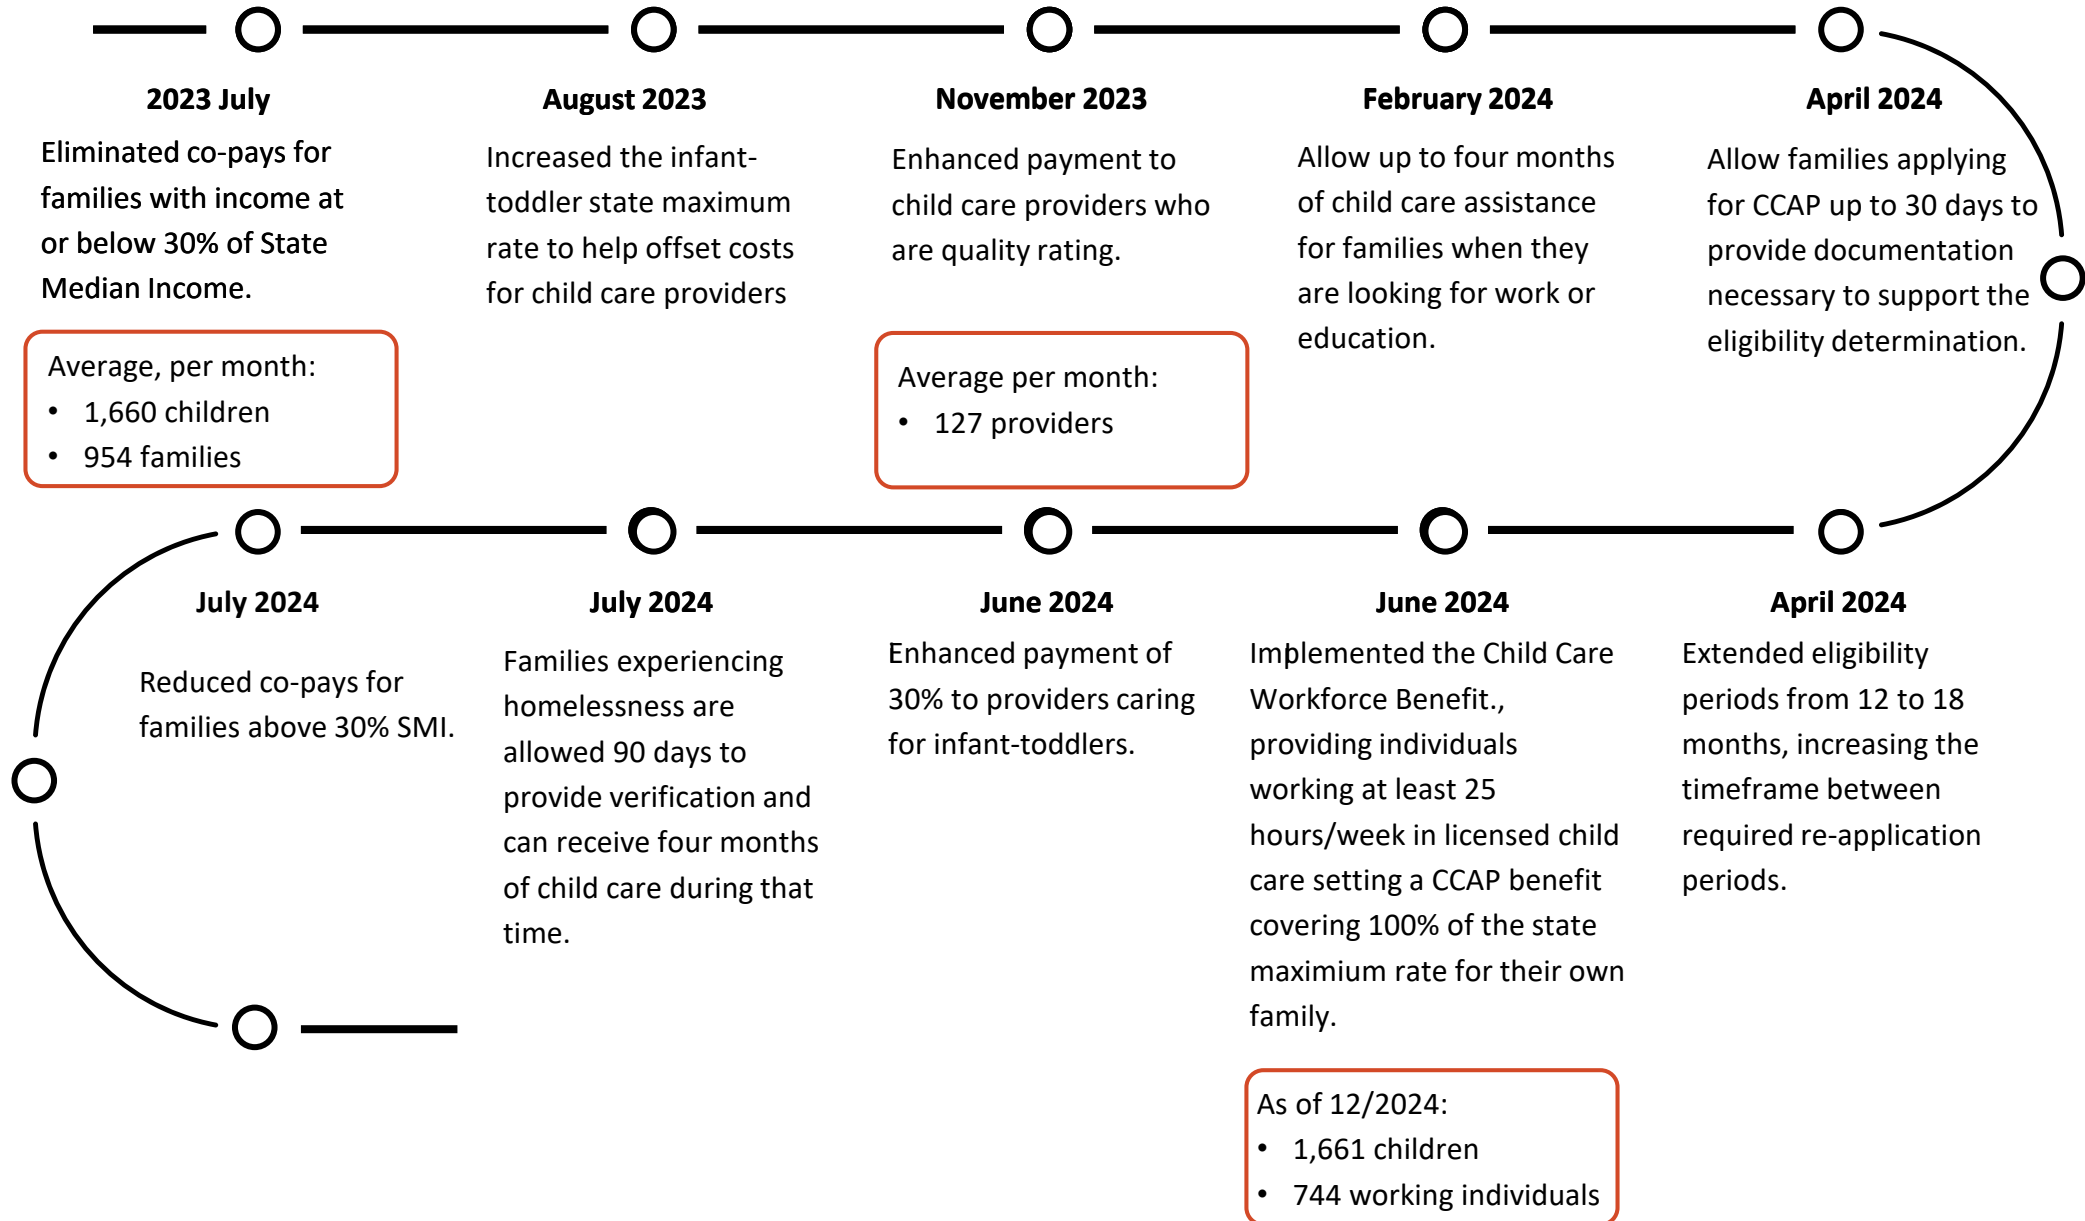 2023 July
Eliminated co-pays for
families with income at
or below 30% of State
Median Income.
Average, per month:
• 1,660 children
• 954 families
August 2023
Increased the infant-
toddler state maximum
rate to help offset costs
for child care providers
November 2023
Enhanced payment to
child care providers who
are quality rating.
Average per month:
• 127 providers
February 2024
Allow up to four months
of child care assistance
for families when they
are looking for work or
education.
April 2024
Allow families applying
for CCAP up to 30 days to
provide documentation
necessary to support the
eligibility determination.
April 2024
Extended eligibility
periods from 12 to 18
months, increasing the
timeframe between
required re-application
periods.
June 2024
Implemented the Child Care
Workforce Benefit.,
providing individuals
working at least 25
hours/week in licensed child
care setting a CCAP benefit
covering 100% of the state
maximium rate for their own
family.
As of 12/2024:
• 1,661 children
• 744 working individuals
June 2024
Enhanced payment of
30% to providers caring
for infant-toddlers.
July 2024
Families experiencing
homelessness are
allowed 90 days to
provide verification and
can receive four months
of child care during that
time.
July 2024
Reduced co-pays for
families above 30% SMI.